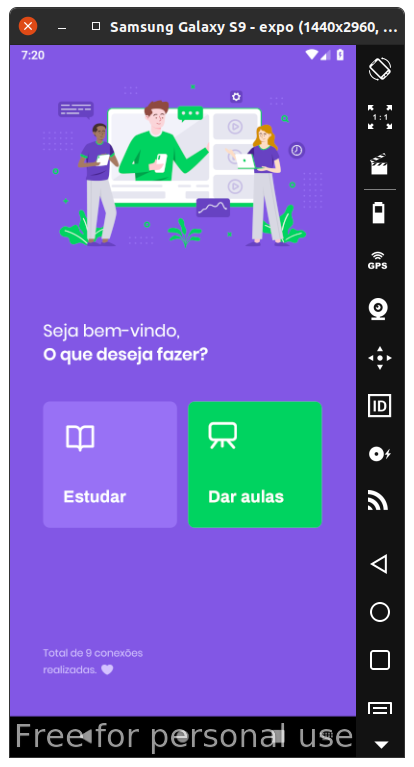 Samsung Galaxy S9 - expo (1440x2960, ...
7:20
1 : 1
GPS
Seja bem-vindo,
O que deseja fazer?
ID
Estudar
Dar aulas
Total de 9 conexões
realizadas.
Free for personal use